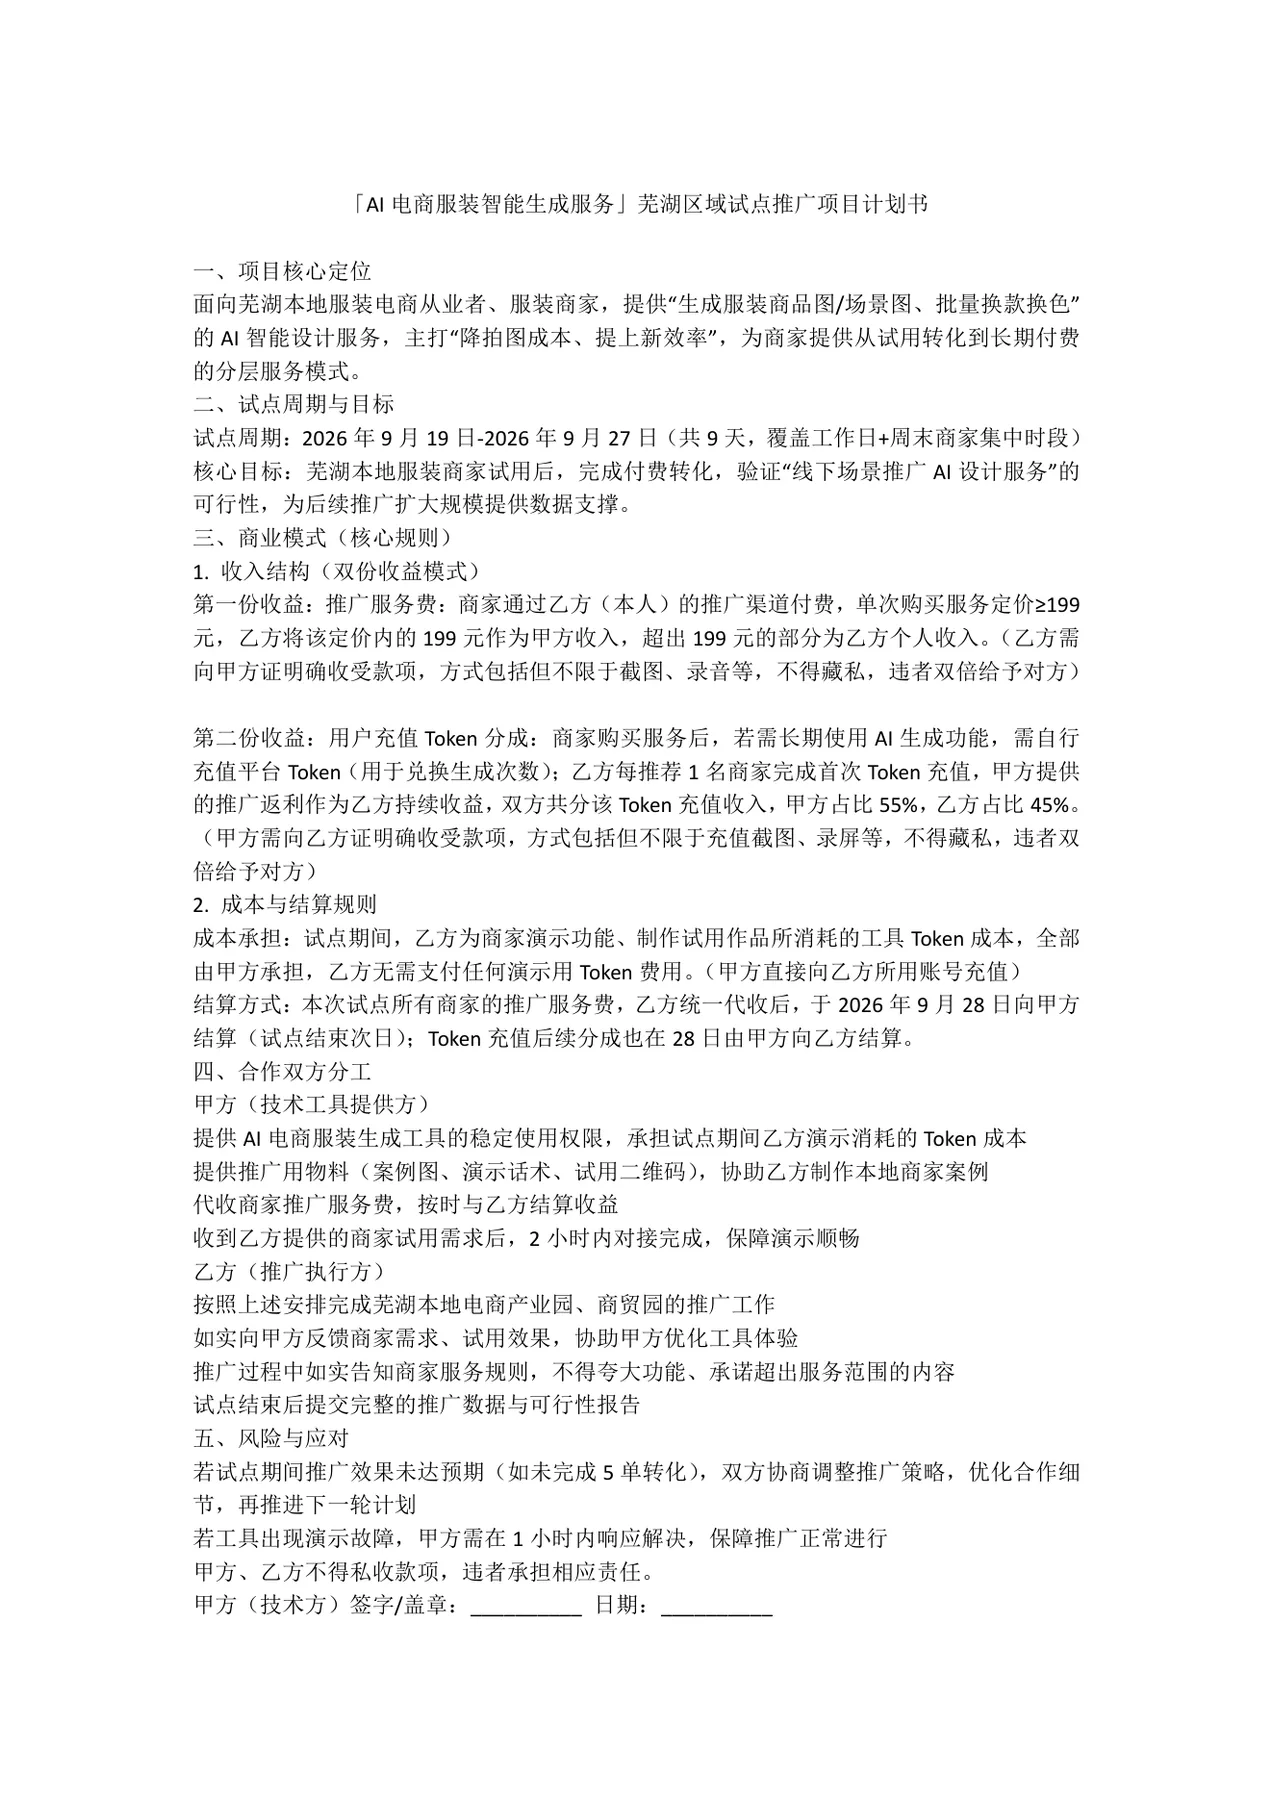 「AI 电商服装智能生成服务」芜湖区域试点推广项目计划书
一、项目核心定位
面向芜湖本地服装电商从业者、服装商家，提供“生成服装商品图/场景图、批量换款换色”
的 AI 智能设计服务，主打“降拍图成本、提上新效率”，为商家提供从试用转化到长期付费
的分层服务模式。
二、试点周期与目标
试点周期：2026 年 9 月 19 日-2026 年 9 月 27 日（共 9 天，覆盖工作日+周末商家集中时段）
核心目标：芜湖本地服装商家试用后，完成付费转化，验证“线下场景推广 AI 设计服务”的
可行性，为后续推广扩大规模提供数据支撑。
三、商业模式（核心规则）
1. 收入结构（双份收益模式）
第一份收益：推广服务费：商家通过乙方（本人）的推广渠道付费，单次购买服务定价≥199
元，乙方将该定价内的 199 元作为甲方收入，超出 199 元的部分为乙方个人收入。（乙方需
向甲方证明确收受款项，方式包括但不限于截图、录音等，不得藏私，违者双倍给予对方）
第二份收益：用户充值 Token 分成：商家购买服务后，若需长期使用 AI 生成功能，需自行
充值平台 Token（用于兑换生成次数）；乙方每推荐 1 名商家完成首次 Token 充值，甲方提供
的推广返利作为乙方持续收益，双方共分该 Token 充值收入，甲方占比 55%，乙方占比 45%。
（甲方需向乙方证明确收受款项，方式包括但不限于充值截图、录屏等，不得藏私，违者双
倍给予对方）
2. 成本与结算规则
成本承担：试点期间，乙方为商家演示功能、制作试用作品所消耗的工具 Token 成本，全部
由甲方承担，乙方无需支付任何演示用 Token 费用。（甲方直接向乙方所用账号充值）
结算方式：本次试点所有商家的推广服务费，乙方统一代收后，于 2026 年 9 月 28 日向甲方
结算（试点结束次日）；Token 充值后续分成也在 28 日由甲方向乙方结算。
四、合作双方分工
甲方（技术工具提供方）
提供 AI 电商服装生成工具的稳定使用权限，承担试点期间乙方演示消耗的 Token 成本
提供推广用物料（案例图、演示话术、试用二维码），协助乙方制作本地商家案例
代收商家推广服务费，按时与乙方结算收益
收到乙方提供的商家试用需求后，2 小时内对接完成，保障演示顺畅
乙方（推广执行方）
按照上述安排完成芜湖本地电商产业园、商贸园的推广工作
如实向甲方反馈商家需求、试用效果，协助甲方优化工具体验
推广过程中如实告知商家服务规则，不得夸大功能、承诺超出服务范围的内容
试点结束后提交完整的推广数据与可行性报告
五、风险与应对
若试点期间推广效果未达预期（如未完成 5 单转化），双方协商调整推广策略，优化合作细
节，再推进下一轮计划
若工具出现演示故障，甲方需在 1 小时内响应解决，保障推广正常进行
甲方、乙方不得私收款项，违者承担相应责任。
甲方（技术方）签字/盖章：__________ 日期：__________